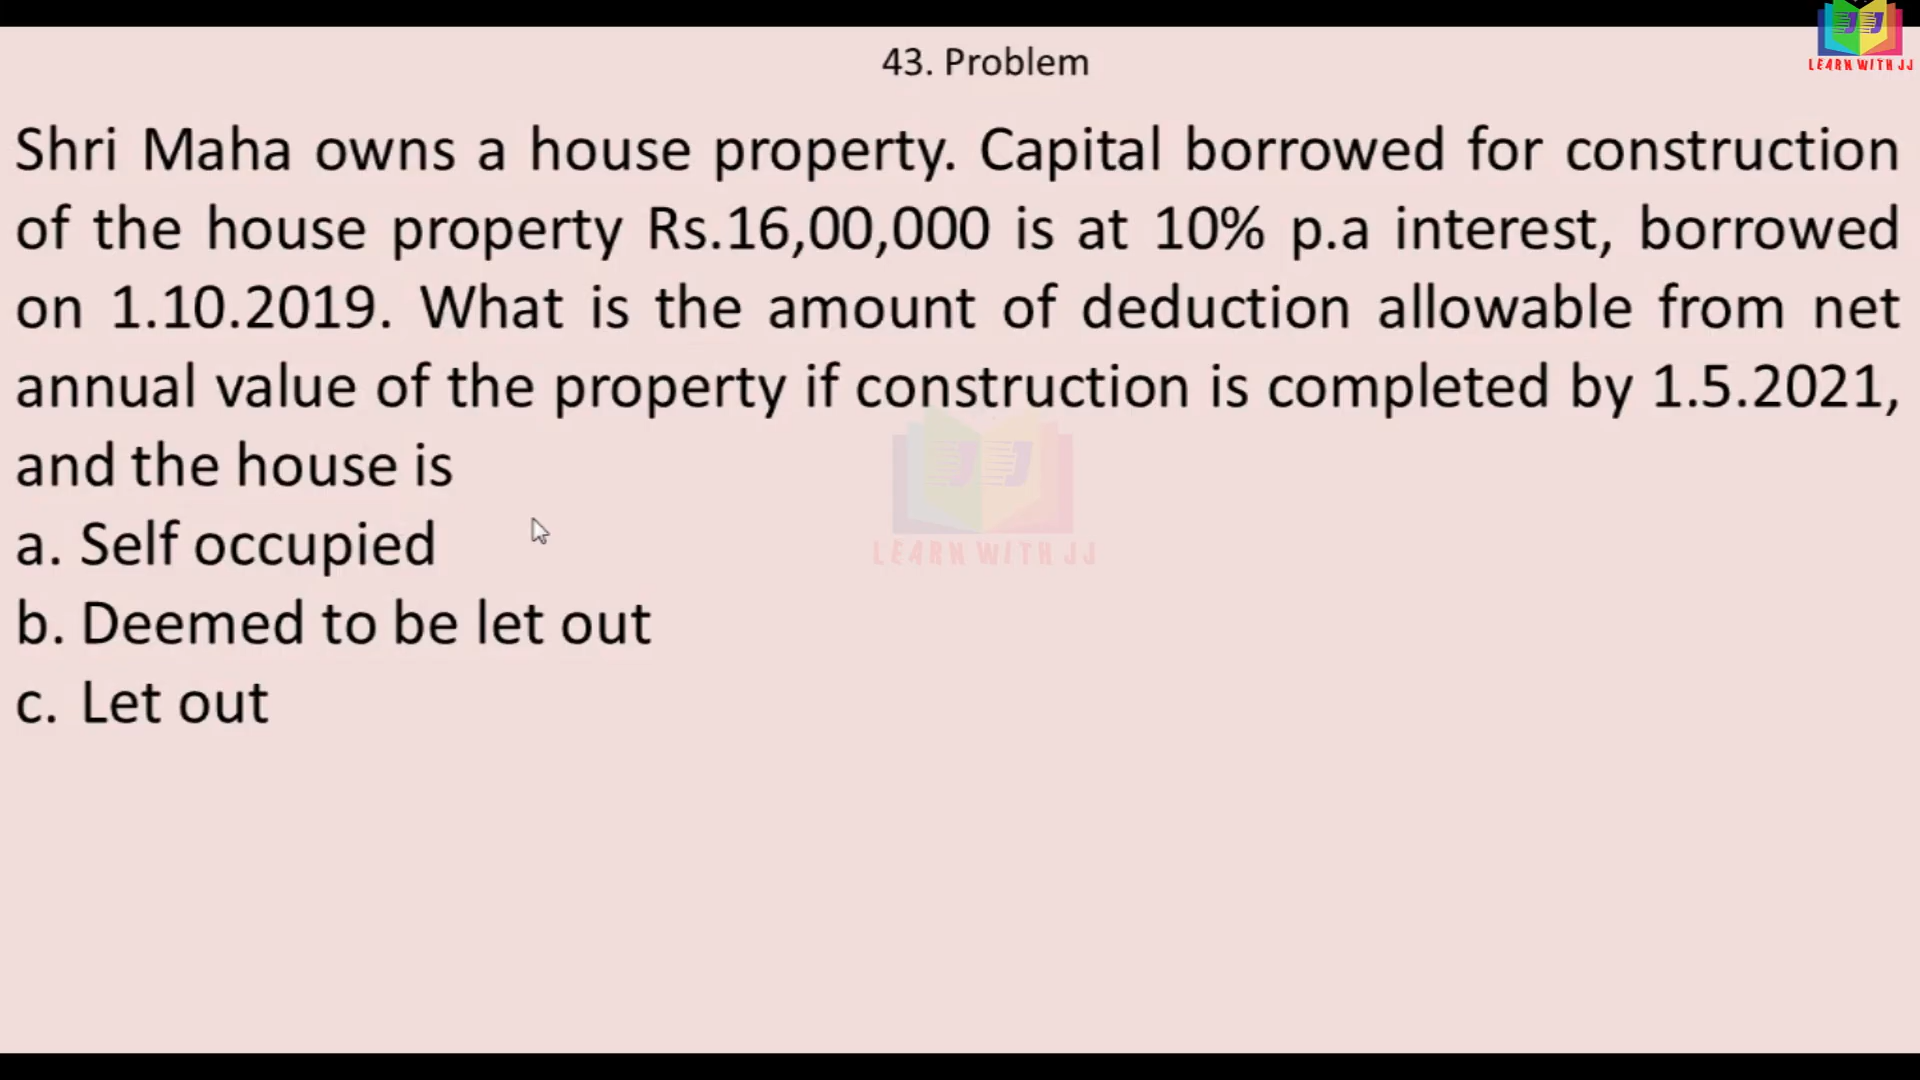 LEARN WITH JJ
43. Problem
Shri Maha owns a house property. Capital borrowed for construction
of the house property Rs.16,00,000 is at 10% p.a interest, borrowed
on 1.10.2019. What is the amount of deduction allowable from net
annual value of the property if construction is completed by 1.5.2021,
and the house is
a. Self occupied
b. Deemed to be let out
c. Let out
JJ
LEARN WITH JJ